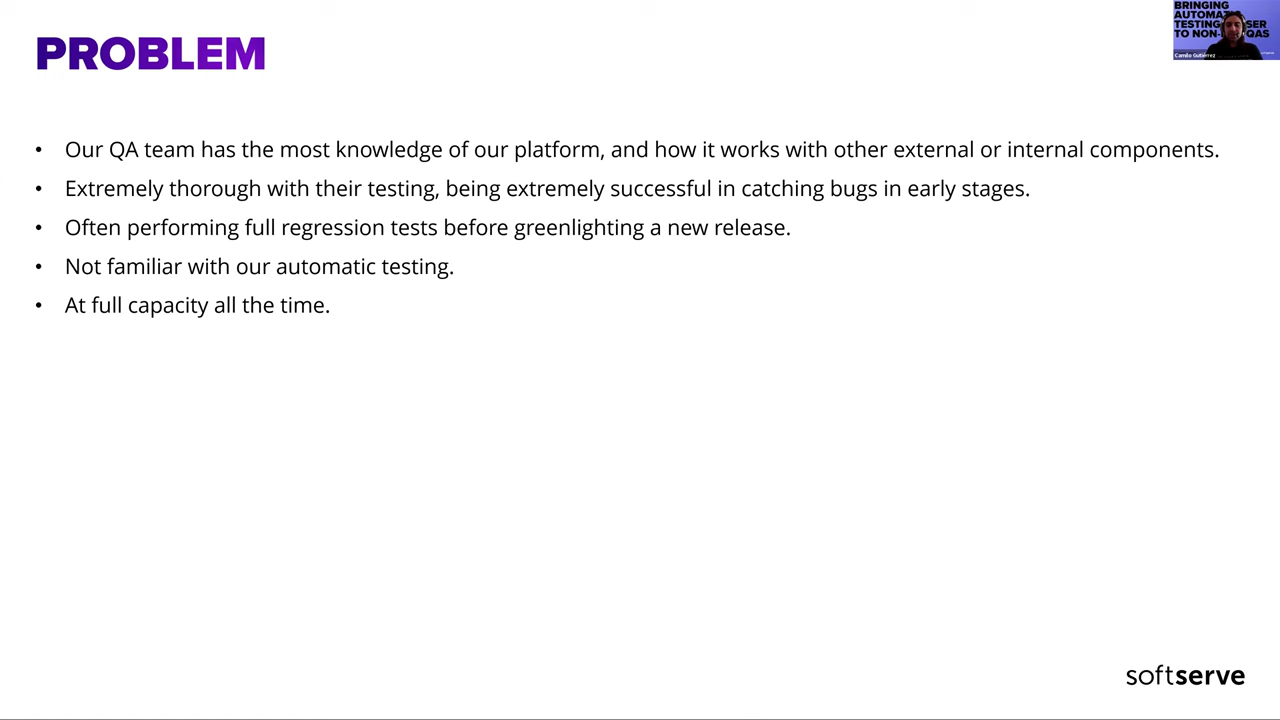 PROBLEM
BRINGING
AUTOMAT
TESTING SER
TO NON- QAS
Camilo Gutierrez
• Our QA team has the most knowledge of our platform, and how it works with other external or internal components.
• Extremely thorough with their testing, being extremely successful in catching bugs in early stages.
• Often performing full regression tests before greenlighting a new release.
• Not familiar with our automatic testing.
• At full capacity all the time.
softserve